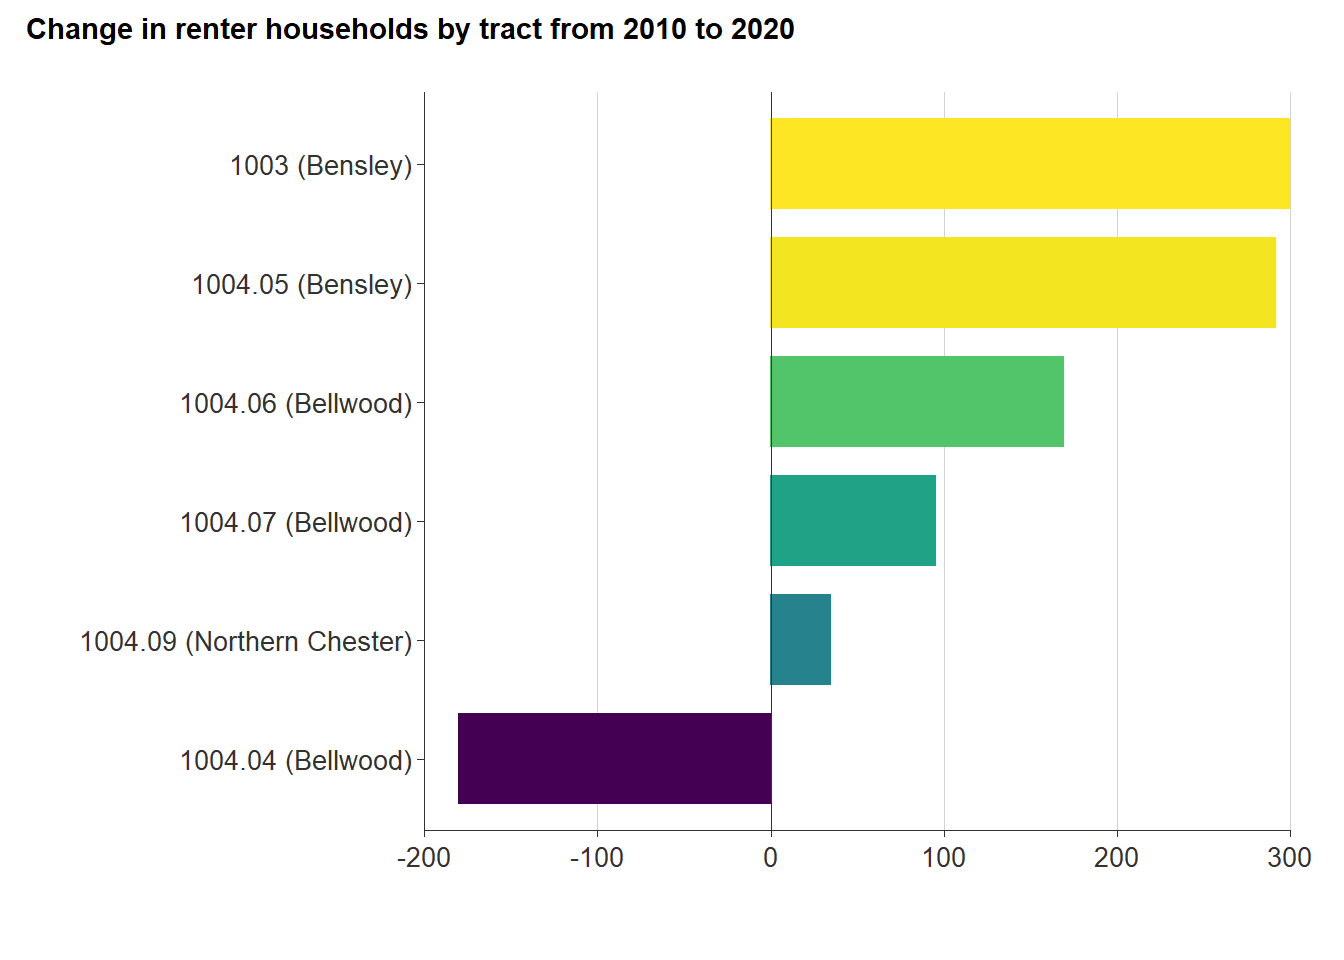 Change in renter households by tract from 2010 to 2020
1003 (Bensley)
1004.05 (Bensley)
1004.06 (Bellwood)
1004.07 (Bellwood)
1004.09 (Northern Chester)
1004.04 (Bellwood)
-200 -100 0 100 200 300